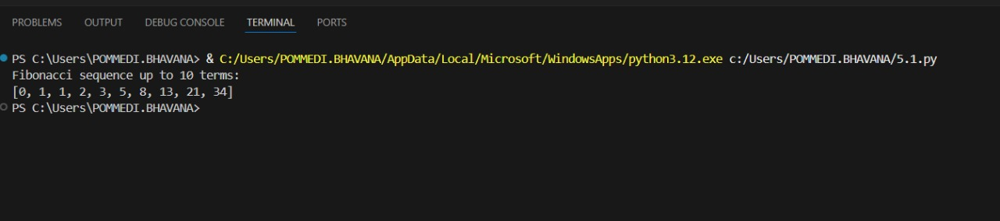 PROBLEMS OUTPUT DEBUG CONSOLE TERMINAL PORTS
PS C:\Users\POMMEDI.BHAVANA> & C:/Users/POMMEDI.BHAVANA/AppData/Local/Microsoft/WindowsApps/python3.12.exe c:/Users/POMMEDI.BHAVANA/5.1.py
Fibonacci sequence up to 10 terms:
[0, 1, 1, 2, 3, 5, 8, 13, 21, 34]
PS C:\Users\POMMEDI.BHAVANA>